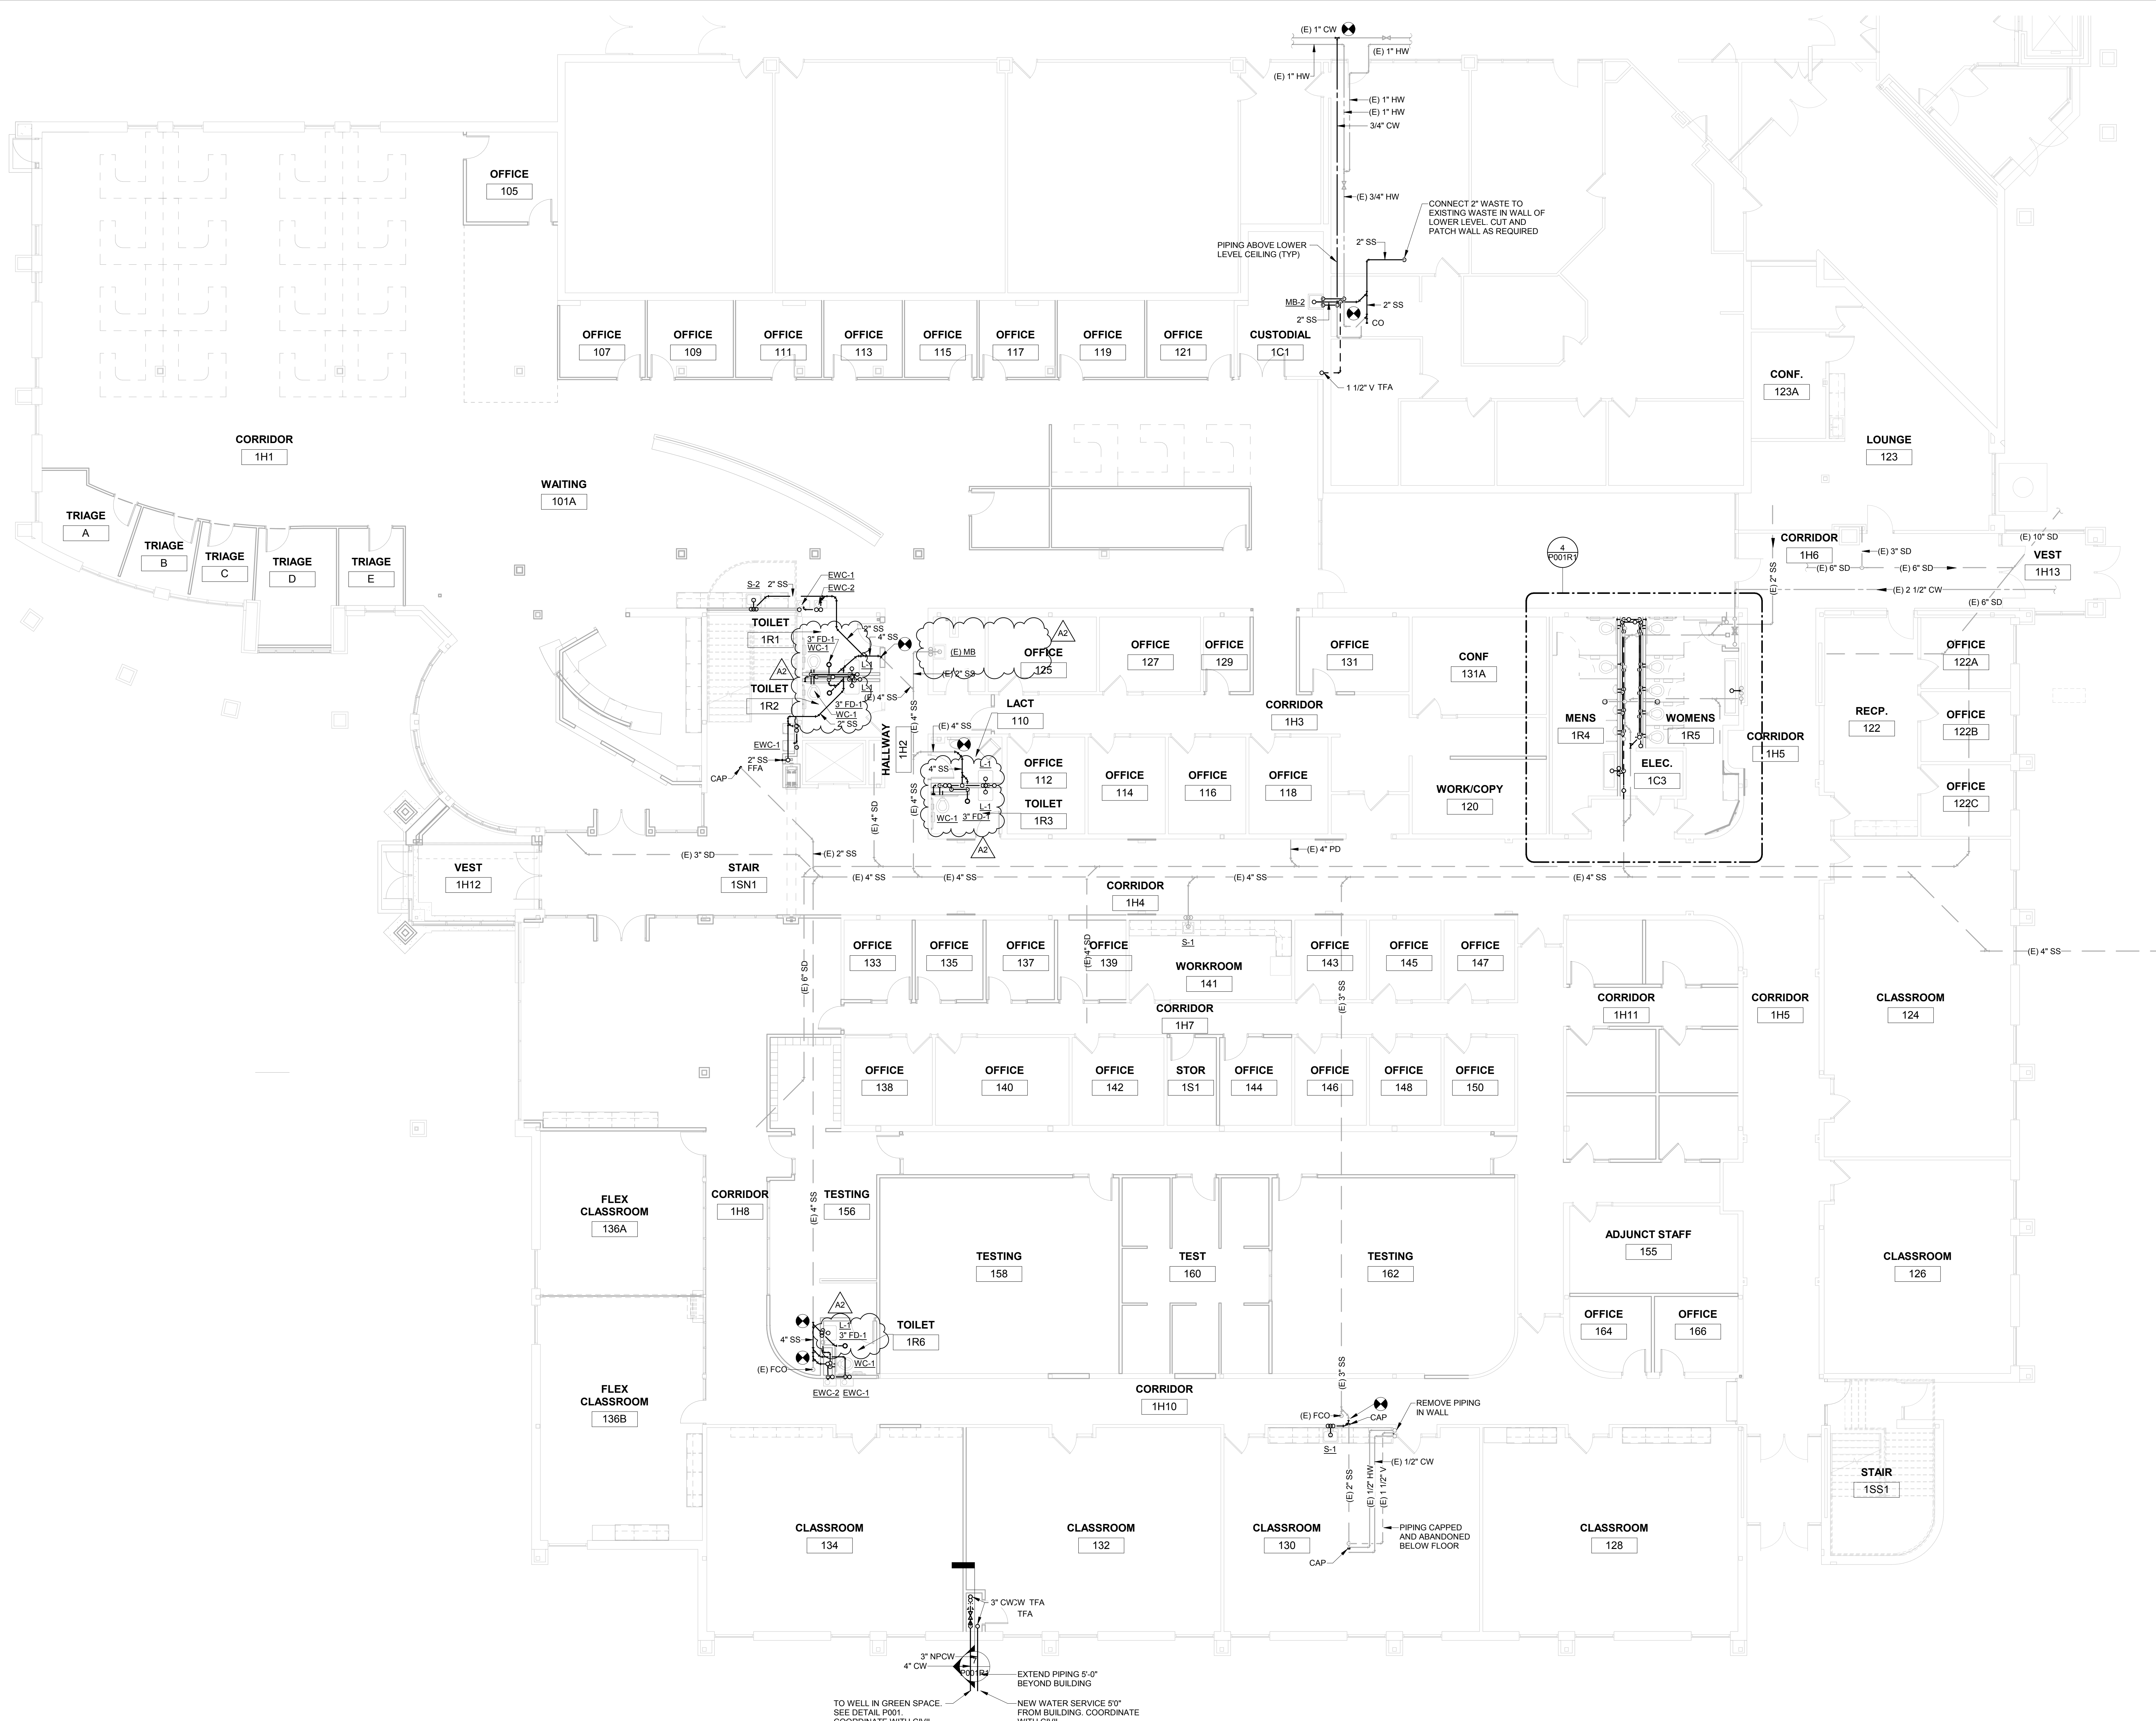 (E) 1" CW
(E) 1" HW
(E) 1" HW
(E) 1" HW
(E) 1" HW
3/4" CW
(E) 3/4" HW
CONNECT 2" WASTE TO
EXISTING WASTE IN WALL OF
LOWER LEVEL. CUT AND
PATCH WALL AS REQUIRED
PIPING ABOVE LOWER
LEVEL CEILING (TYP)
2" SS
MB-2
2" SS
2" SS
CO
1 1/2" V TFA
OFFICE
105
OFFICE
107
OFFICE
109
OFFICE
111
OFFICE
113
OFFICE
115
OFFICE
117
OFFICE
119
OFFICE
121
CUSTODIAL
1C1
CONF.
123A
LOUNGE
123
CORRIDOR
1H1
WAITING
101A
TRIAGE
A
TRIAGE
B
TRIAGE
C
TRIAGE
D
TRIAGE
E
4
P001R1
CORRIDOR
1H6
(E) 3" SD
(E) 10" SD
VEST
1H13
(E) 6" SD
(E) 6" SD
(E) 2" SS
(E) 2 1/2" CW
(E) 6" SD
S-2
2" SS
EWC-1
EWC-2
TOILET
1R1
3" FD-1
WC-1
2" SS
4" SS
L-1
A2
TOILET
1R2
L-1
(E) 4" SS
3" FD-1
WC-1
2" SS
EWC-1
2" SS
FFA
CAP
(E) MB
A2
(E) 2" SS
(E) 4" SS
HALLWAY
1H2
OFFICE
125
OFFICE
127
OFFICE
129
OFFICE
131
CONF
131A
LACT
110
CORRIDOR
1H3
(E) 4" SS
4" SS
L-1
L-1
WC-1
3" FD-1
A2
(E) 4" SS
(E) 4" SD
OFFICE
112
OFFICE
114
OFFICE
116
OFFICE
118
TOILET
1R3
WORK/COPY
120
MENS
1R4
WOMENS
1R5
ELEC.
1C3
CORRIDOR
1H5
RECP.
122
OFFICE
122A
OFFICE
122B
OFFICE
122C
VEST
1H12
(E) 3" SD
STAIR
1SN1
(E) 2" SS
(E) 4" PD
(E) 4" SS
(E) 4" SS
(E) 4" SS
(E) 4" SS
(E) 4" SS
CORRIDOR
1H4
OFFICE
133
OFFICE
135
OFFICE
137
OFFICE
139
(E) 4" SD
(E) 6" SD
S-1
WORKROOM
141
OFFICE
143
OFFICE
145
OFFICE
147
(E) 3" SS
CORRIDOR
1H7
CORRIDOR
1H11
CORRIDOR
1H5
CLASSROOM
124
OFFICE
138
OFFICE
140
OFFICE
142
STOR
1S1
OFFICE
144
OFFICE
146
OFFICE
148
OFFICE
150
FLEX
CLASSROOM
136A
CORRIDOR
1H8
(E) 4" SS
TESTING
156
TESTING
158
TEST
160
TESTING
162
ADJUNCT STAFF
155
CLASSROOM
126
A2
L-1
3" FD-1
4" SS
WC-1
(E) FCO
EWC-2
EWC-1
TOILET
1R6
OFFICE
164
OFFICE
166
FLEX
CLASSROOM
136B
CORRIDOR
1H10
(E) 3" SS
(E) FCO
CAP
REMOVE PIPING
IN WALL
S-1
(E) 1/2" CW
(E) 2" SS
(E) 1/2" HW
(E) 1 1/2" V
PIPING CAPPED
AND ABANDONED
BELOW FLOOR
CAP
CLASSROOM
134
CLASSROOM
132
CLASSROOM
130
CLASSROOM
128
STAIR
1SS1
TFA
TFA
3" NPCW
4" CW
7
P001R1
EXTEND PIPING 5'-0"
BEYOND BUILDING
TO WELL IN GREEN SPACE.
SEE DETAIL P001.
NEW WATER SERVICE 5'0"
FROM BUILDING. COORDINATE